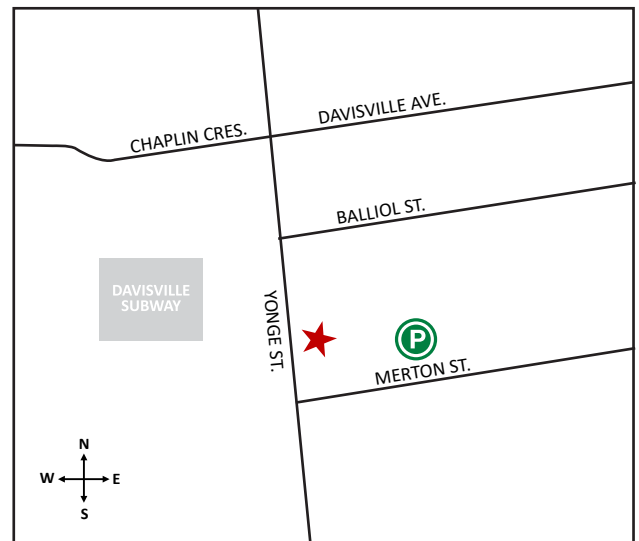 DAVISVILLE AVE.
CHAPLIN CRES.
BALLIOL ST.
DAVISVILLE
SUBWAY
YONGE ST.
P
MERTON ST.
N
W E
S